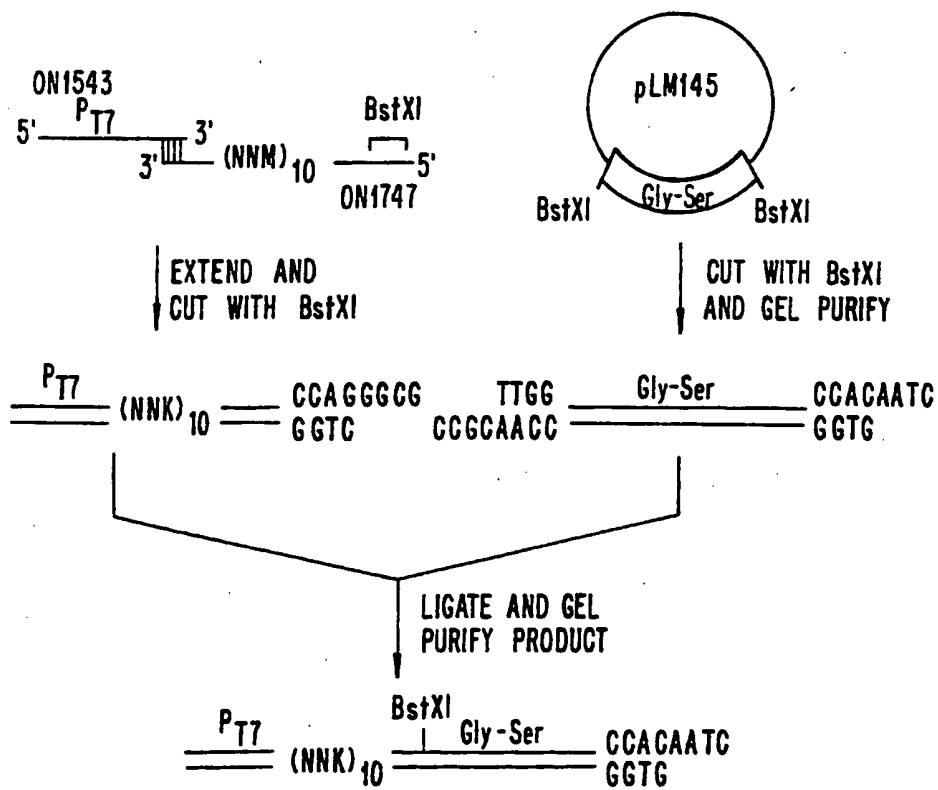 ON1543
P T7
5' 3'
3' (NNM)10
BstXI
5'
ON1747
pLM145
Gly-Ser
BstXI BstXI
EXTEND AND
CUT WITH BstXI
CUT WITH BstXI
AND GEL PURIFY
P T7
(NNK)10
CCAGGGCG
GGTC
TTGG
CCGCAACC
Gly-Ser
CCACAATC
GGTG
LIGATE AND GEL
PURIFY PRODUCT
BstXI
P T7
(NNK)10
Gly-Ser
CCACAATC
GGTG